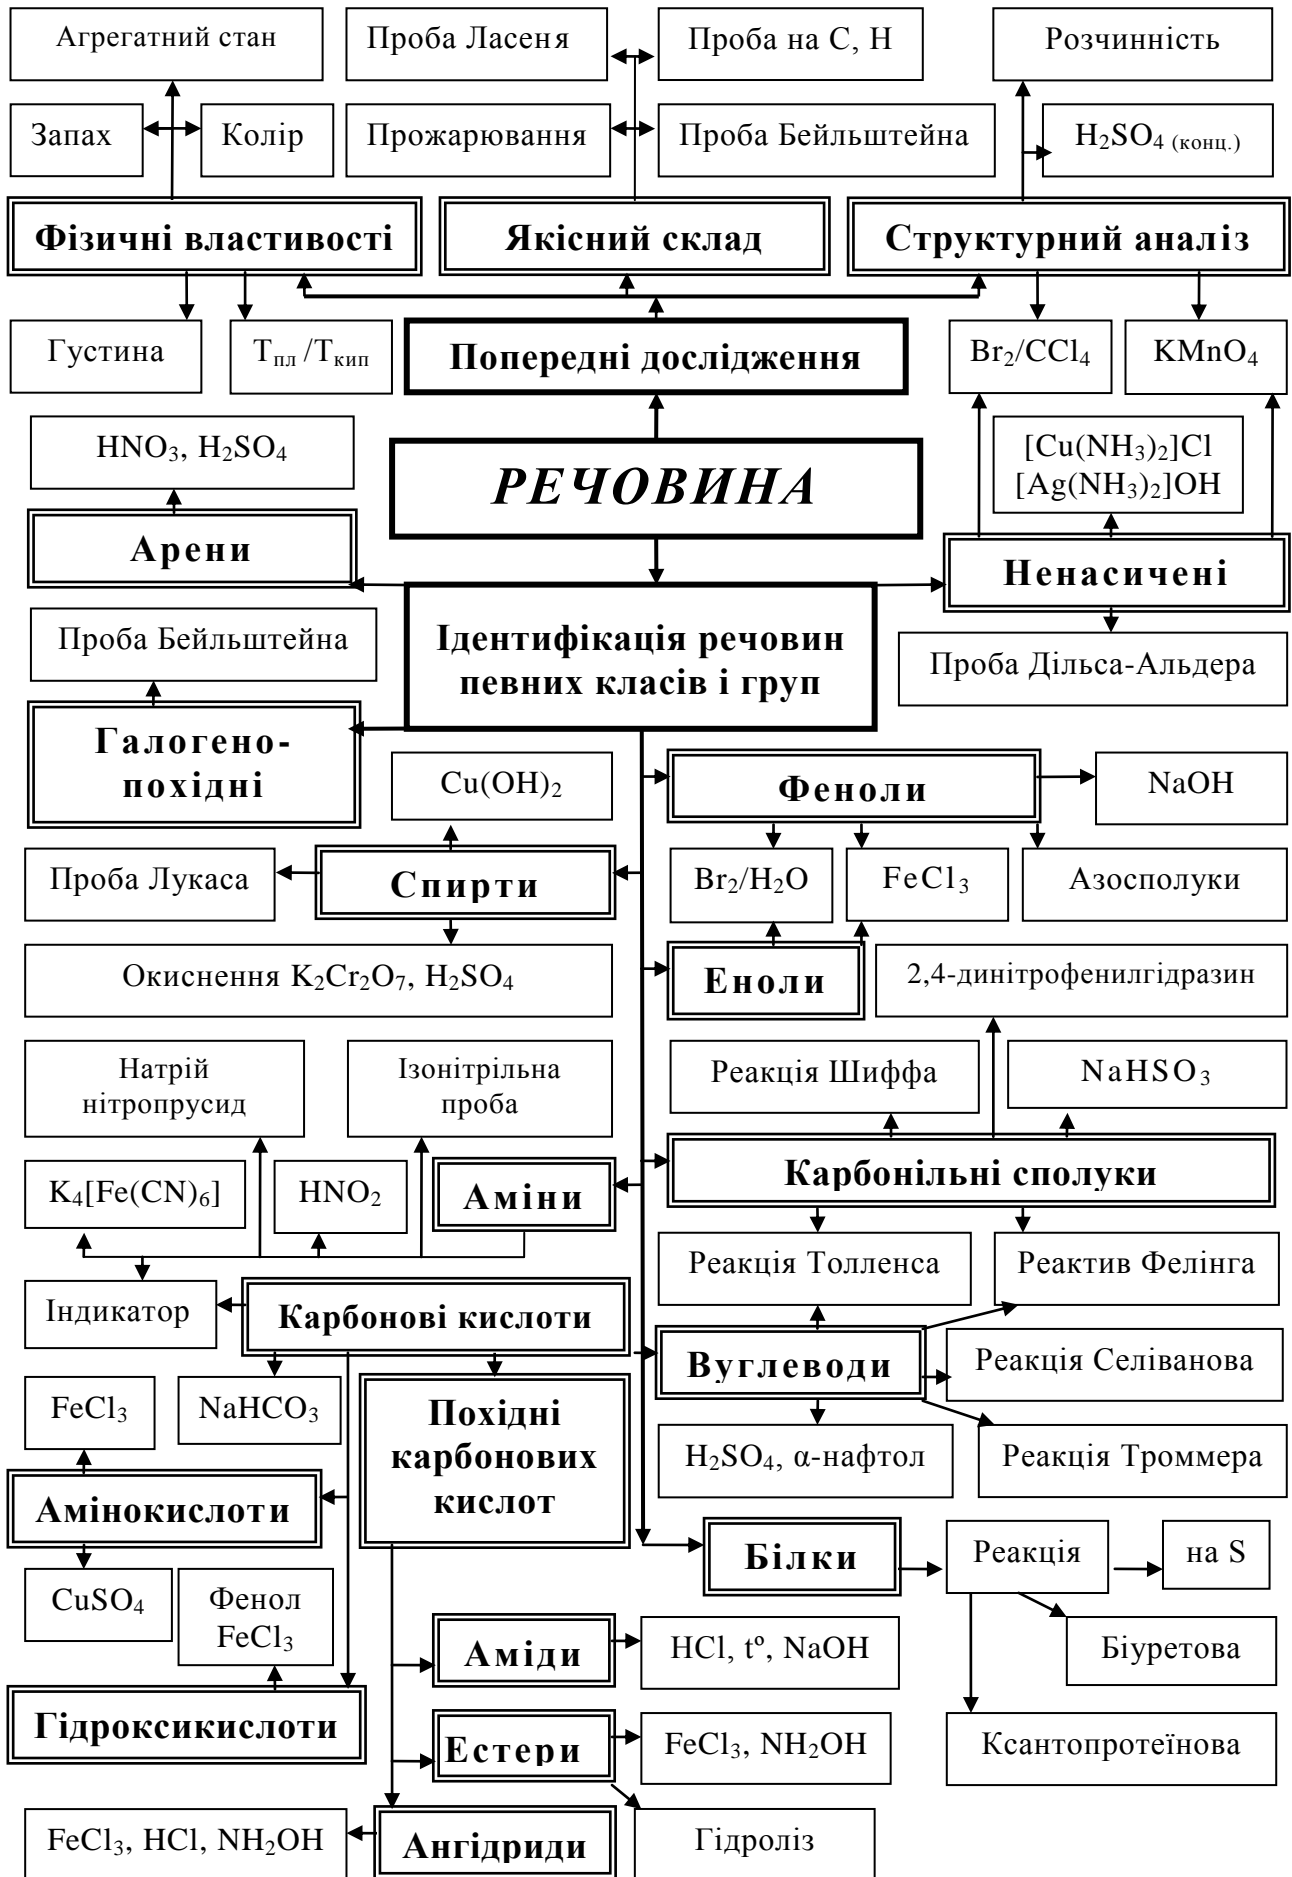 Агрегатний стан
Проба Ласеня
Проба на С, Н
Розчинність
Запах
Колір
Прожарювання
Проба Бейльштейна
H₂SO₄ (конц.)
Фізичні властивості
Якісний склад
Структурний аналіз
Густина
Tпл /Tкип
Попередні дослідження
Br₂/CCl₄
KMnO₄
HNO₃, H₂SO₄
РЕЧОВИНА
[Cu(NH₃)₂]Cl
[Ag(NH₃)₂]OH
Арени
Ненасичені
Проба Бейльштейна
Ідентифікація речовин
певних класів і груп
Проба Дільса-Альдера
Галогено-
похідні
Cu(OH)₂
Феноли
NaOH
Проба Лукаса
Спирти
Br₂/H₂O
FeCl₃
Азосполуки
Окиснення K₂Cr₂O₇, H₂SO₄
Еноли
2,4-динітрофенилгідразин
Натрій
нітропрусид
Ізонітрільна
проба
Реакція Шиффа
NaHSO₃
K₄[Fe(CN)₆]
HNO₂
Аміни
Карбонільні сполуки
Реакція Толленса
Реактив Фелінга
Індикатор
Карбонові кислоти
Вуглеводи
Реакція Селіванова
FeCl₃
NaHCO₃
Похідні
карбонових
кислот
H₂SO₄, α-нафтол
Реакція Троммера
Амінокислоти
Білки
Реакція
на S
CuSO₄
Фенол
FeCl₃
Аміди
HCl, tº, NaOH
Біуретова
Гідроксикислоти
Естери
FeCl₃, NH₂OH
Ксантопротеїнова
FeCl₃, HCl, NH₂OH
Ангідриди
Гідроліз